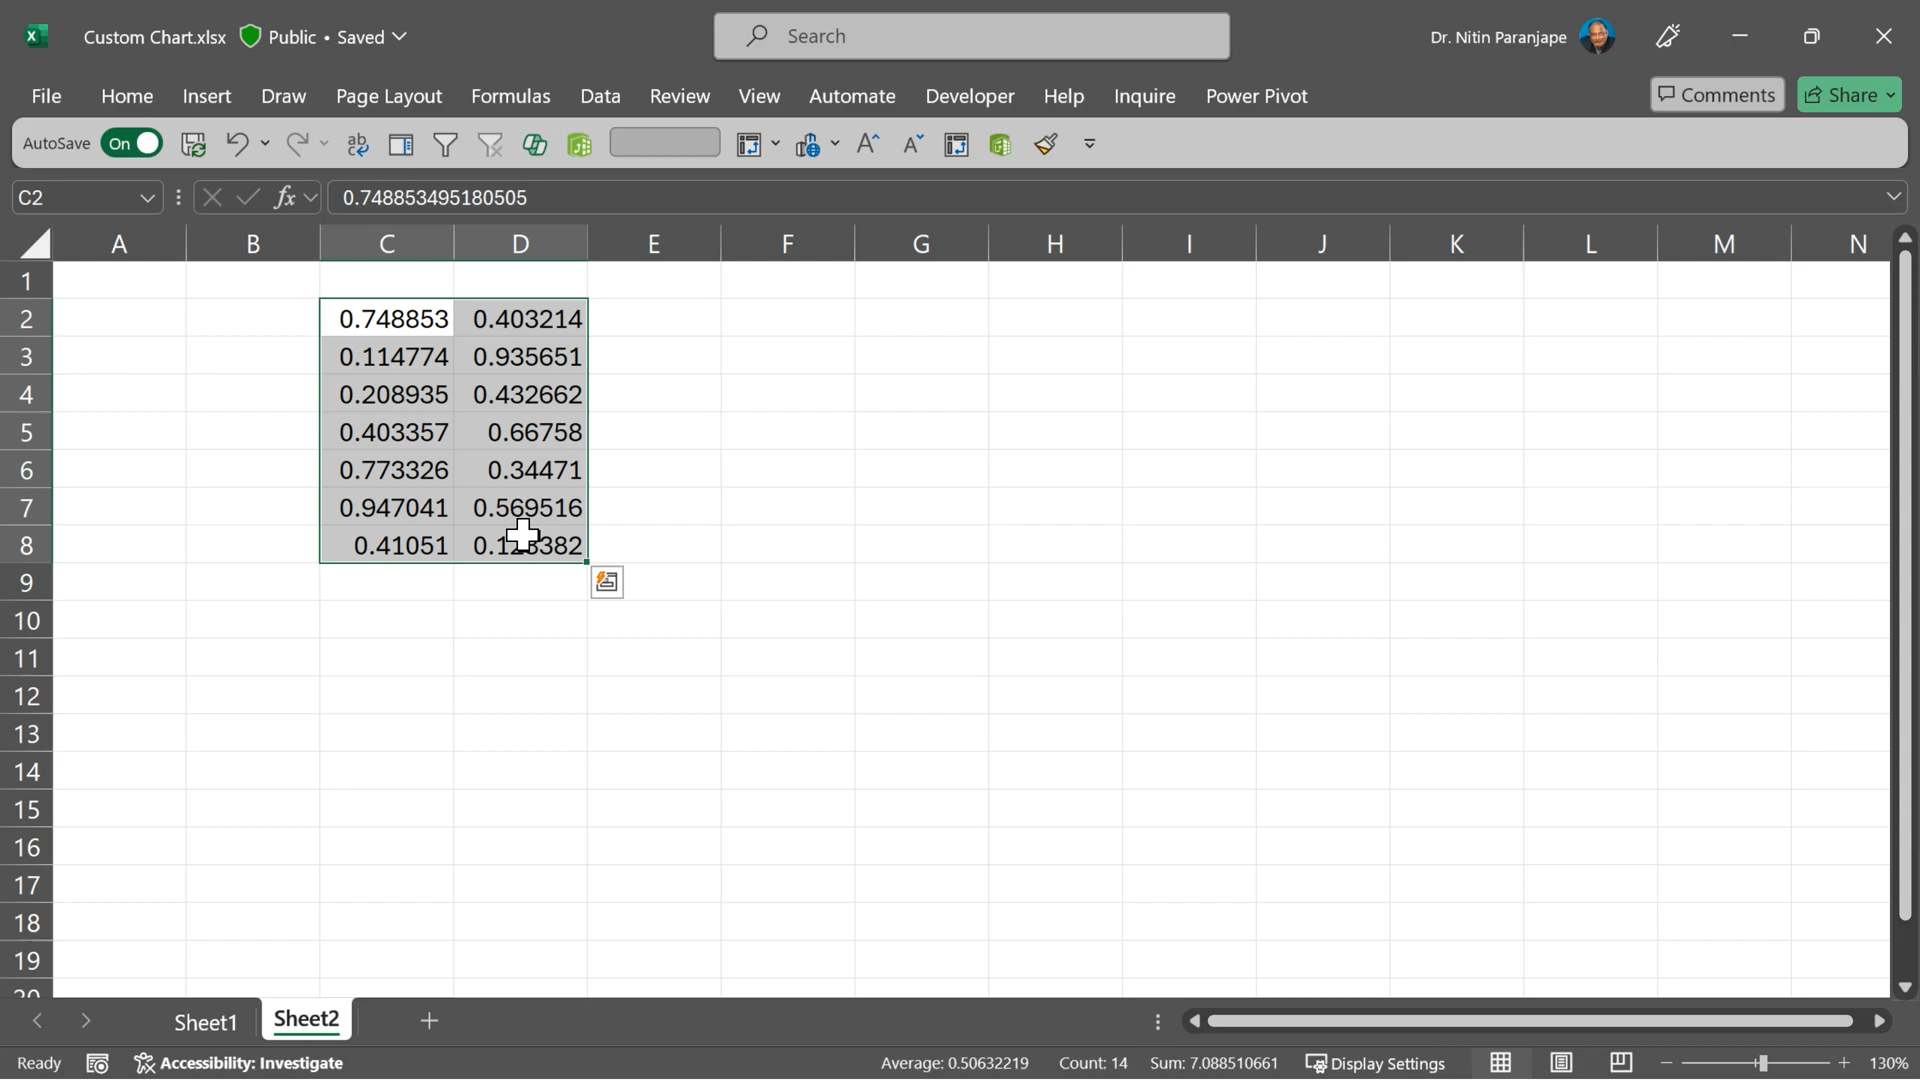 Custom Chart.xlsx Public • Saved Search Dr. Nitin Paranjape
File Home Insert Draw Page Layout Formulas Data Review View Automate Developer Help Inquire Power Pivot Comments Share
AutoSave On
C2 fx 0.748853495180505
A B C D E F G H I J K L M N
1
2 0.748853 0.403214
3 0.114774 0.935651
4 0.208935 0.432662
5 0.403357 0.66758
6 0.773326 0.34471
7 0.947041 0.569516
8 0.41051
9
10
11
12
13
14
15
16
17
18
19
20
Sheet1 Sheet2
Ready Accessibility: Investigate Average: 0.50632219 Count: 14 Sum: 7.088510661 Display Settings 130%